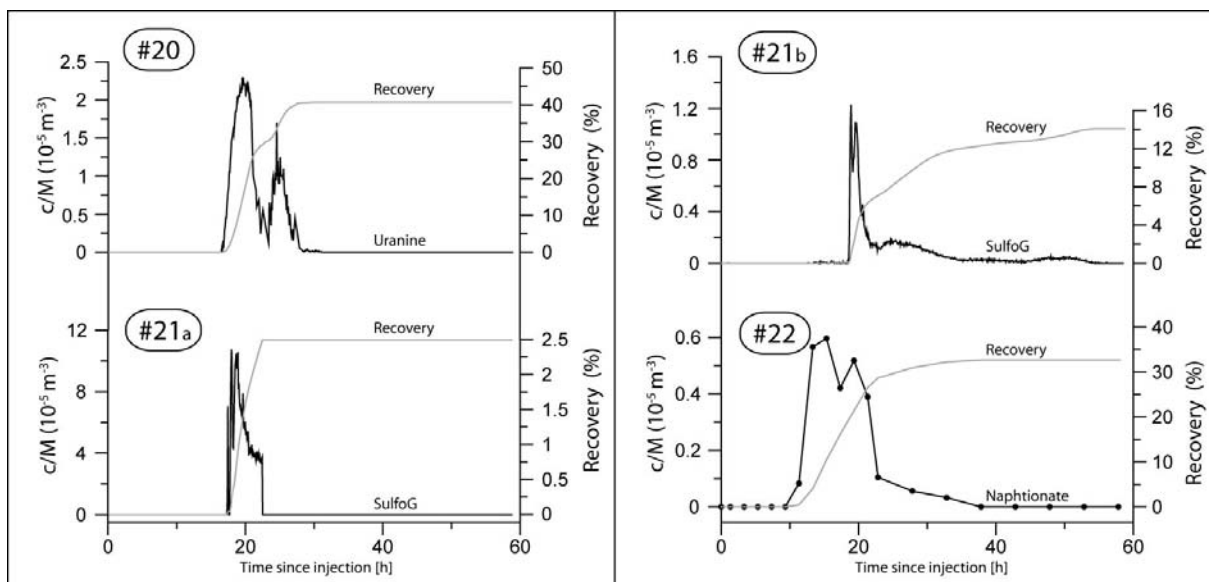 #20
2.5
2
1.5
1
0.5
0
c/M (10⁻⁵ m⁻³)
Recovery
Uranine
50
40
30
20
10
0
Recovery (%)
#21a
12
8
4
0
c/M (10⁻⁵ m⁻³)
Recovery
SulfoG
2.5
2
1.5
1
0.5
0
Recovery (%)
0 20 40 60
Time since injection [h]
#21b
1.6
1.2
0.8
0.4
0
c/M (10⁻⁵ m⁻³)
Recovery
SulfoG
16
12
8
4
0
Recovery (%)
#22
0.6
0.4
0.2
0
c/M (10⁻⁵ m⁻³)
Recovery
Naphtionate
40
30
20
10
0
Recovery (%)
0 20 40 60
Time since injection [h]